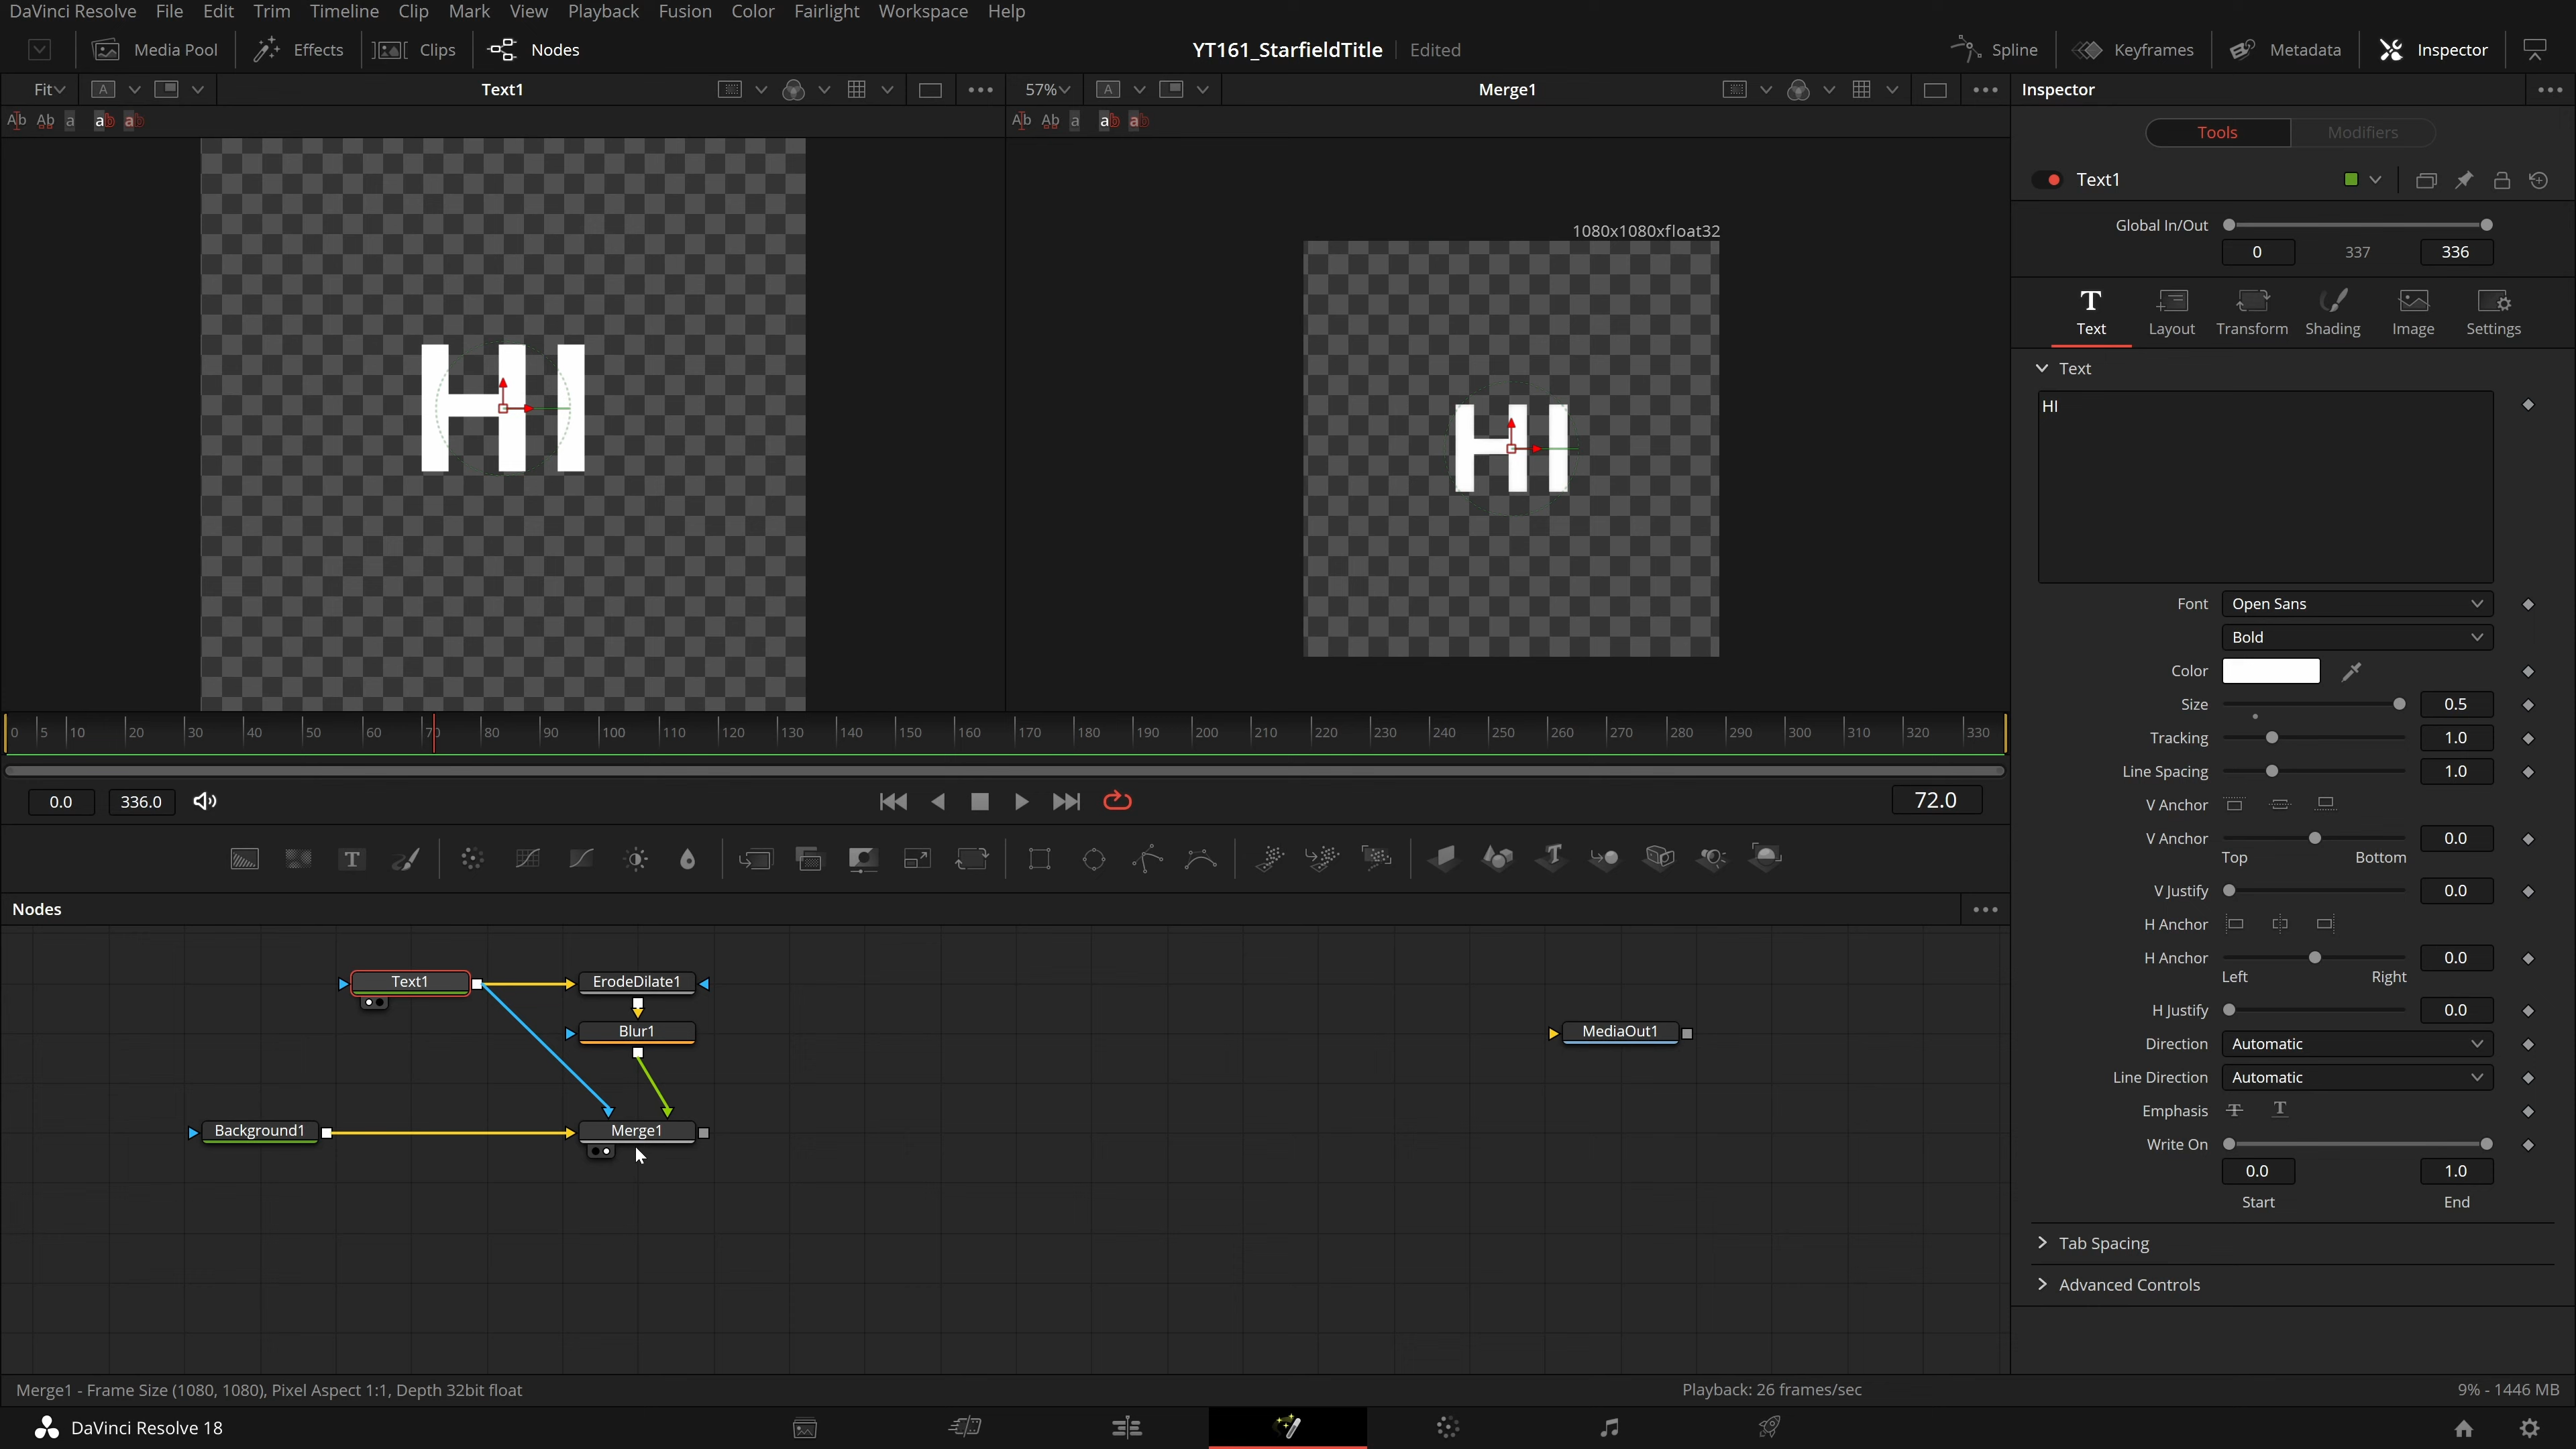 DaVinci Resolve File Edit Trim Timeline Clip Mark View Playback Fusion Color Fairlight Workspace Help
Media Pool Effects Clips Nodes YT161_StarfieldTitle Edited Spline Keyframes Metadata Inspector
Fit A Text1 57% A Merge1 Inspector
Ab Ab a ab ab Ab Ab a ab ab
Tools Modifiers
Text1
1080x1080xfloat32
Global In/Out
0 337 336
HI
HI
T
Text Layout Transform Shading Image Settings
Text
HI
Font Open Sans
Bold
Color
Size 0.5
0 5 10 20 30 40 50 60 70 80 90 100 110 120 130 140 150 160 170 180 190 200 210 220 230 240 250 260 270 280 290 300 310 320 330
Tracking 1.0
Line Spacing 1.0
0.0 336.0 72.0
V Anchor
V Anchor 0.0
Top Bottom
V Justify 0.0
H Anchor
H Anchor 0.0
Left Right
H Justify 0.0
Direction Automatic
Line Direction Automatic
Emphasis T T
Write On
0.0 1.0
Start End
Tab Spacing
Advanced Controls
Nodes
Text1 ErodeDilate1
Blur1 MediaOut1
Background1 Merge1
Merge1 - Frame Size (1080, 1080), Pixel Aspect 1:1, Depth 32bit float Playback: 26 frames/sec 9% - 1446 MB
DaVinci Resolve 18